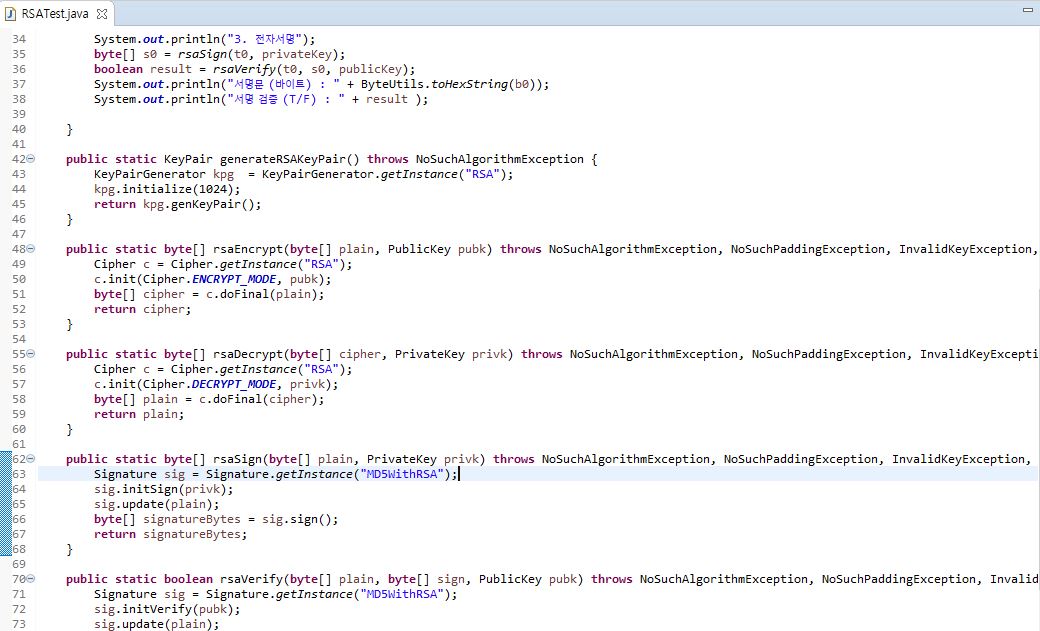 RSATest.java
34 System.out.println("3. 전자서명");
35 byte[] s0 = rsaSign(t0, privateKey);
36 boolean result = rsaVerify(t0, s0, publicKey);
37 System.out.println("서명문 (바이트) : " + ByteUtils.toHexString(b0));
38 System.out.println("서명 검증 (T/F) : " + result );
39
40 }
41
42 public static KeyPair generateRSAKeyPair() throws NoSuchAlgorithmException {
43 KeyPairGenerator kpg  = KeyPairGenerator.getInstance("RSA");
44 kpg.initialize(1024);
45 return kpg.genKeyPair();
46 }
47
48 public static byte[] rsaEncrypt(byte[] plain, PublicKey pubk) throws NoSuchAlgorithmException, NoSuchPaddingException, InvalidKeyException,
49 Cipher c = Cipher.getInstance("RSA");
50 c.init(Cipher.ENCRYPT_MODE, pubk);
51 byte[] cipher = c.doFinal(plain);
52 return cipher;
53 }
54
55 public static byte[] rsaDecrypt(byte[] cipher, PrivateKey privk) throws NoSuchAlgorithmException, NoSuchPaddingException, InvalidKeyExcepti
56 Cipher c = Cipher.getInstance("RSA");
57 c.init(Cipher.DECRYPT_MODE, privk);
58 byte[] plain = c.doFinal(cipher);
59 return plain;
60 }
61
62 public static byte[] rsaSign(byte[] plain, PrivateKey privk) throws NoSuchAlgorithmException, NoSuchPaddingException, InvalidKeyException,
63 Signature sig = Signature.getInstance("MD5WithRSA");
64 sig.initSign(privk);
65 sig.update(plain);
66 byte[] signatureBytes = sig.sign();
67 return signatureBytes;
68 }
69
70 public static boolean rsaVerify(byte[] plain, byte[] sign, PublicKey pubk) throws NoSuchAlgorithmException, NoSuchPaddingException, Invalid
71 Signature sig = Signature.getInstance("MD5WithRSA");
72 sig.initVerify(pubk);
73 sig.update(plain);